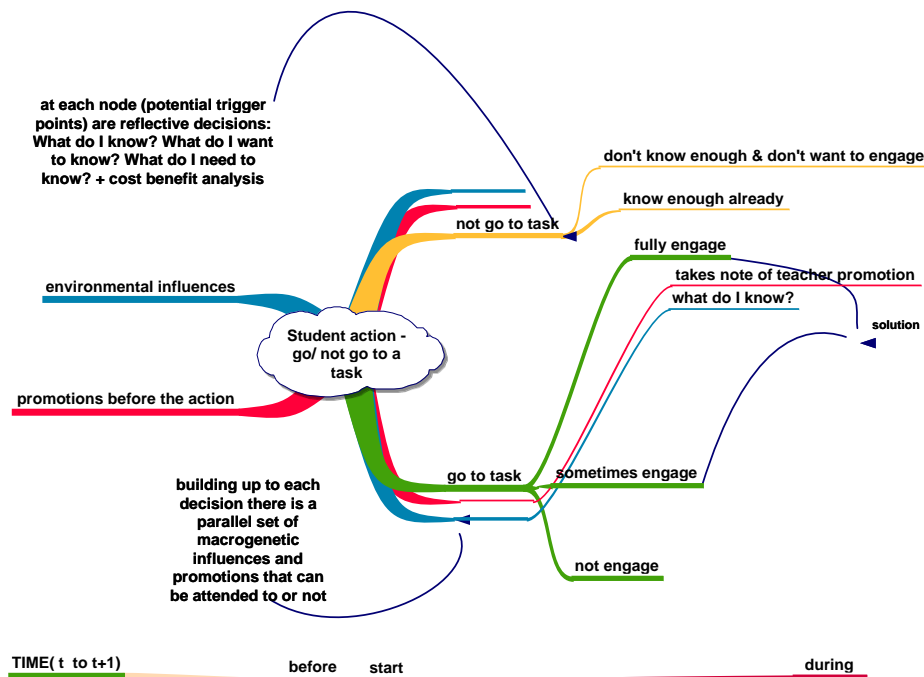 at each node (potential trigger
points) are reflective decisions:
What do I know? What do I want
to know? What do I need to
know? + cost benefit analysis
don't know enough & don't want to engage
know enough already
not go to task
fully engage
takes note of teacher promotion
what do I know?
solution
environmental influences
Student action -
go/ not go to a
task
promotions before the action
go to task
sometimes engage
not engage
building up to each
decision there is a
parallel set of
macrogenetic
influences and
promotions that can
be attended to or not
TIME( t to t+1)
before
start
during